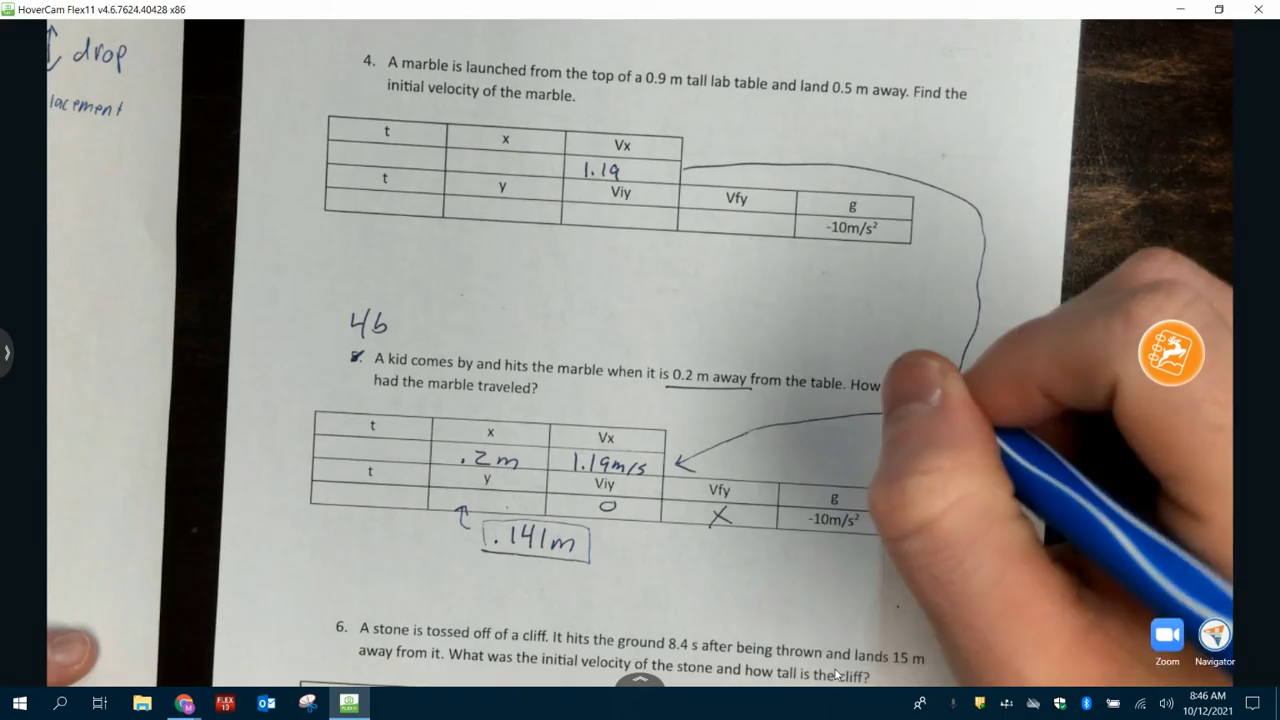 HoverCam Flex11 v4.6.7624.40428 x86
drop
lacement
4. A marble is launched from the top of a 0.9 m tall lab table and land 0.5 m away. Find the
initial velocity of the marble.
t x Vx
1.19
t y Viy Vfy g
-10m/s²
4b
A kid comes by and hits the marble when it is 0.2 m away from the table. How
had the marble traveled?
t x Vx
.2m 1.19m/s
t y Viy Vfy g
0 X -10m/s²
.141m
6. A stone is tossed off of a cliff. It hits the ground 8.4 s after being thrown and lands 15 m
away from it. What was the initial velocity of the stone and how tall is the cliff?
Zoom
Navigator
FLEX
8:46 AM
10/12/2021